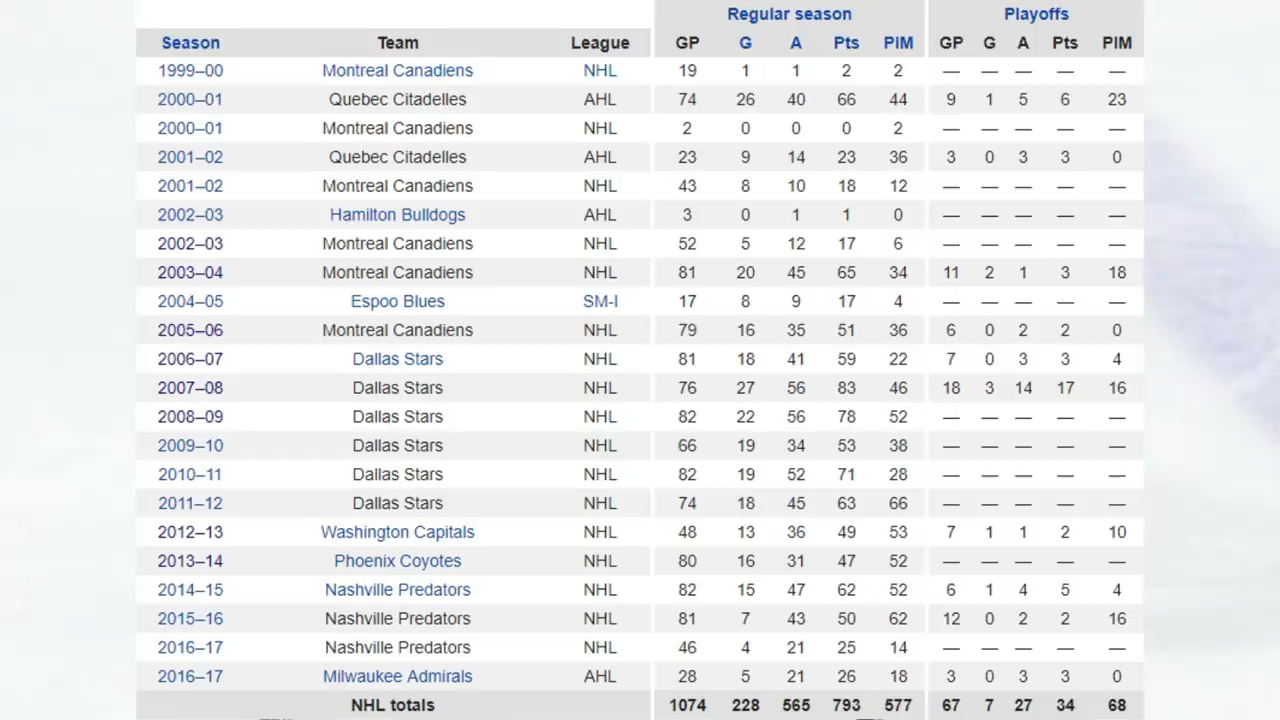 Regular season Playoffs
Season Team League GP G A Pts PIM GP G A Pts PIM
1999–00 Montreal Canadiens NHL 19 1 1 2 2 — — — — —
2000–01 Quebec Citadelles AHL 74 26 40 66 44 9 1 5 6 23
2000–01 Montreal Canadiens NHL 2 0 0 0 2 — — — — —
2001–02 Quebec Citadelles AHL 23 9 14 23 36 3 0 3 3 0
2001–02 Montreal Canadiens NHL 43 8 10 18 12 — — — — —
2002–03 Hamilton Bulldogs AHL 3 0 1 1 0 — — — — —
2002–03 Montreal Canadiens NHL 52 5 12 17 6 — — — — —
2003–04 Montreal Canadiens NHL 81 20 45 65 34 11 2 1 3 18
2004–05 Espoo Blues SM-l 17 8 9 17 4 — — — — —
2005–06 Montreal Canadiens NHL 79 16 35 51 36 6 0 2 2 0
2006–07 Dallas Stars NHL 81 18 41 59 22 7 0 3 3 4
2007–08 Dallas Stars NHL 76 27 56 83 46 18 3 14 17 16
2008–09 Dallas Stars NHL 82 22 56 78 52 — — — — —
2009–10 Dallas Stars NHL 66 19 34 53 38 — — — — —
2010–11 Dallas Stars NHL 82 19 52 71 28 — — — — —
2011–12 Dallas Stars NHL 74 18 45 63 66 — — — — —
2012–13 Washington Capitals NHL 48 13 36 49 53 7 1 1 2 10
2013–14 Phoenix Coyotes NHL 80 16 31 47 52 — — — — —
2014–15 Nashville Predators NHL 82 15 47 62 52 6 1 4 5 4
2015–16 Nashville Predators NHL 81 7 43 50 62 12 0 2 2 16
2016–17 Nashville Predators NHL 46 4 21 25 14 — — — — —
2016–17 Milwaukee Admirals AHL 28 5 21 26 18 3 0 3 3 0
NHL totals 1074 228 565 793 577 67 7 27 34 68